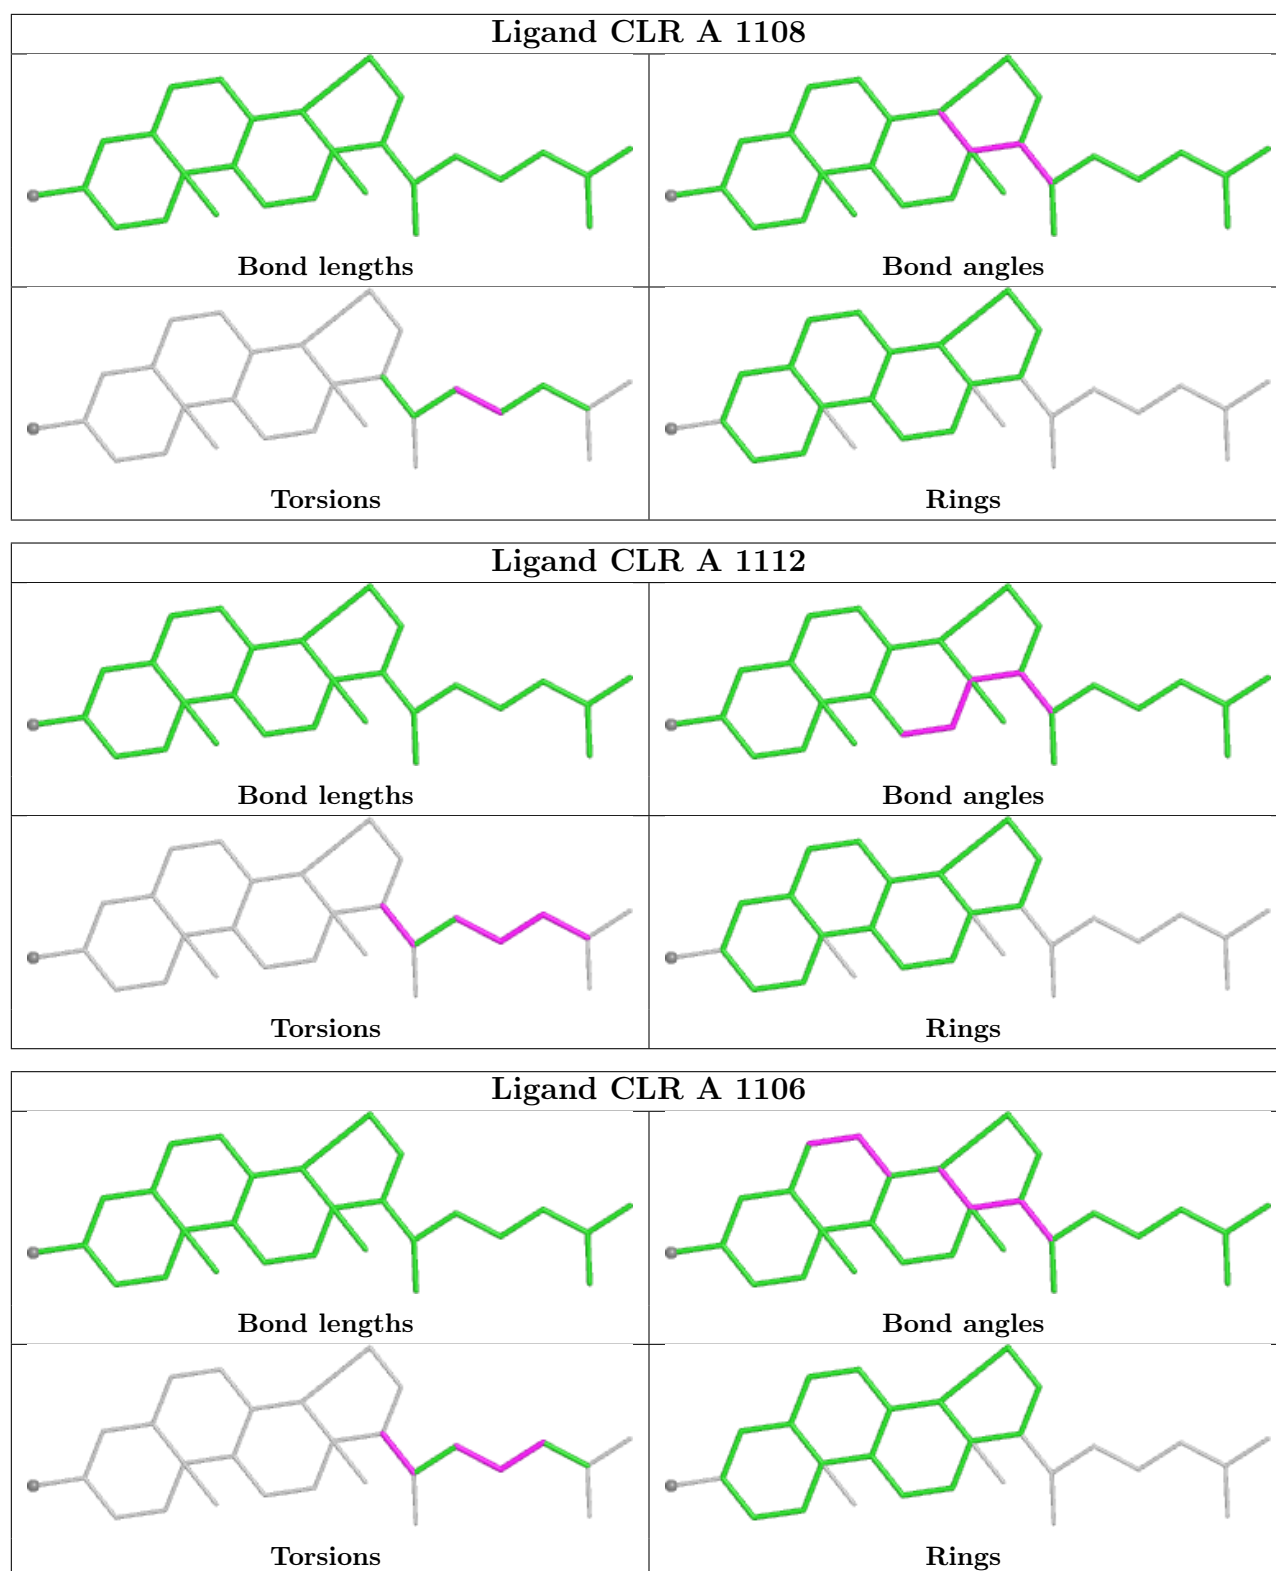 Ligand CLR A 1108
Bond lengths
Bond angles
Torsions
Rings
Ligand CLR A 1112
Bond lengths
Bond angles
Torsions
Rings
Ligand CLR A 1106
Bond lengths
Bond angles
Torsions
Rings